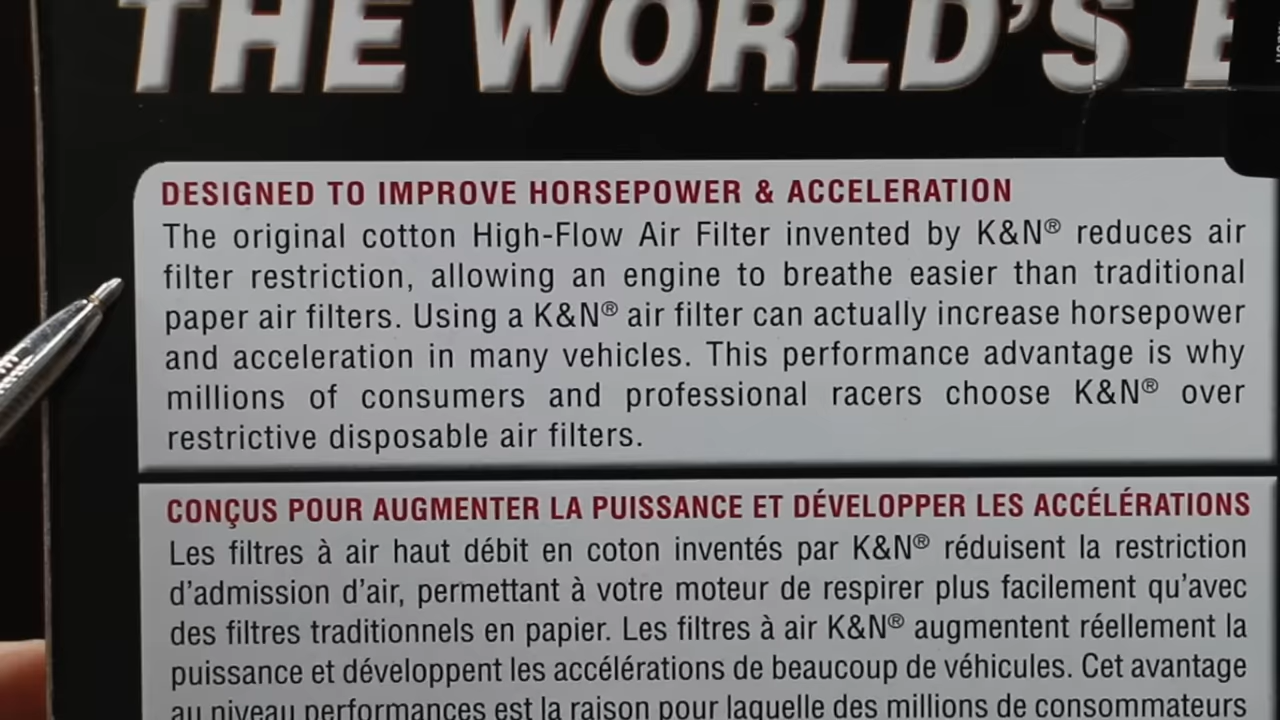 THE WORLD'S
DESIGNED TO IMPROVE HORSEPOWER & ACCELERATION
The original cotton High-Flow Air Filter invented by K&N® reduces air
filter restriction, allowing an engine to breathe easier than traditional
paper air filters. Using a K&N® air filter can actually increase horsepower
and acceleration in many vehicles. This performance advantage is why
millions of consumers and professional racers choose K&N® over
restrictive disposable air filters.
CONÇUS POUR AUGMENTER LA PUISSANCE ET DÉVELOPPER LES ACCÉLÉRATIONS
Les filtres à air haut débit en coton inventés par K&N® réduisent la restriction
d'admission d'air, permettant à votre moteur de respirer plus facilement qu'avec
des filtres traditionnels en papier. Les filtres à air K&N® augmentent réellement la
puissance et développent les accélérations de beaucoup de véhicules. Cet avantage
au niveau performances est la raison pour laquelle des millions de consommateurs